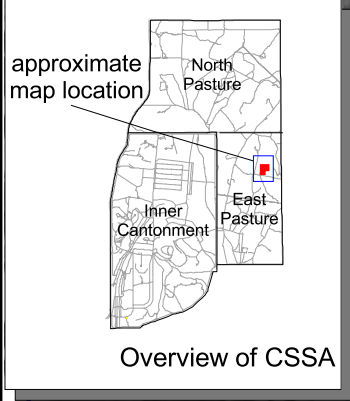 approximate
map location
North
Pasture
East
Pasture
Inner
Cantonment
Overview of CSSA